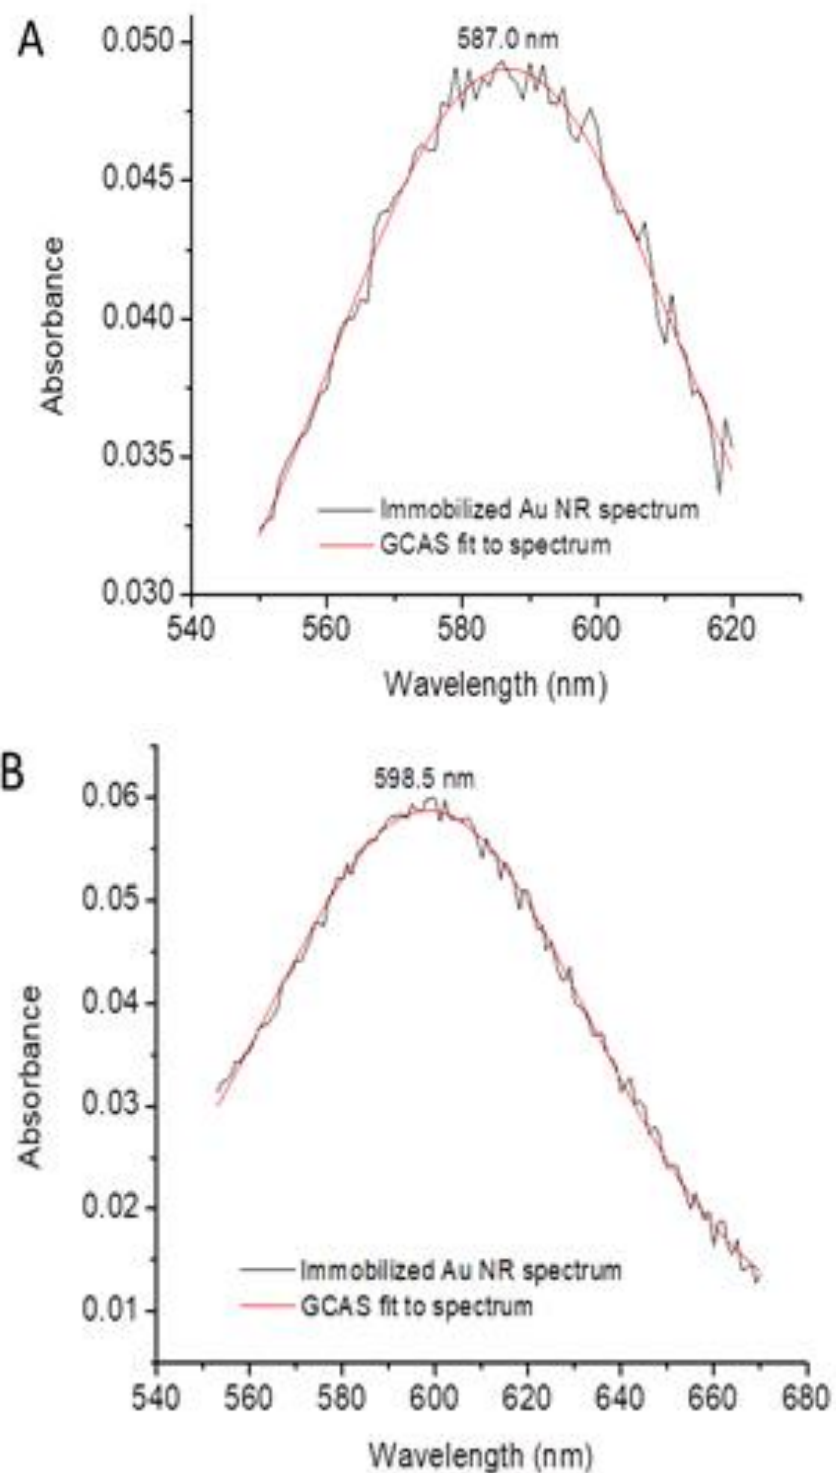 A
587.0 nm
0.050
0.045
0.040
0.035
0.030
Absorbance
Immobilized Au NR spectrum
GCAS fit to spectrum
540 560 580 600 620
Wavelength (nm)
B
598.5 nm
0.06
0.05
0.04
0.03
0.02
0.01
Absorbance
Immobilized Au NR spectrum
GCAS fit to spectrum
540 560 580 600 620 640 660 680
Wavelength (nm)